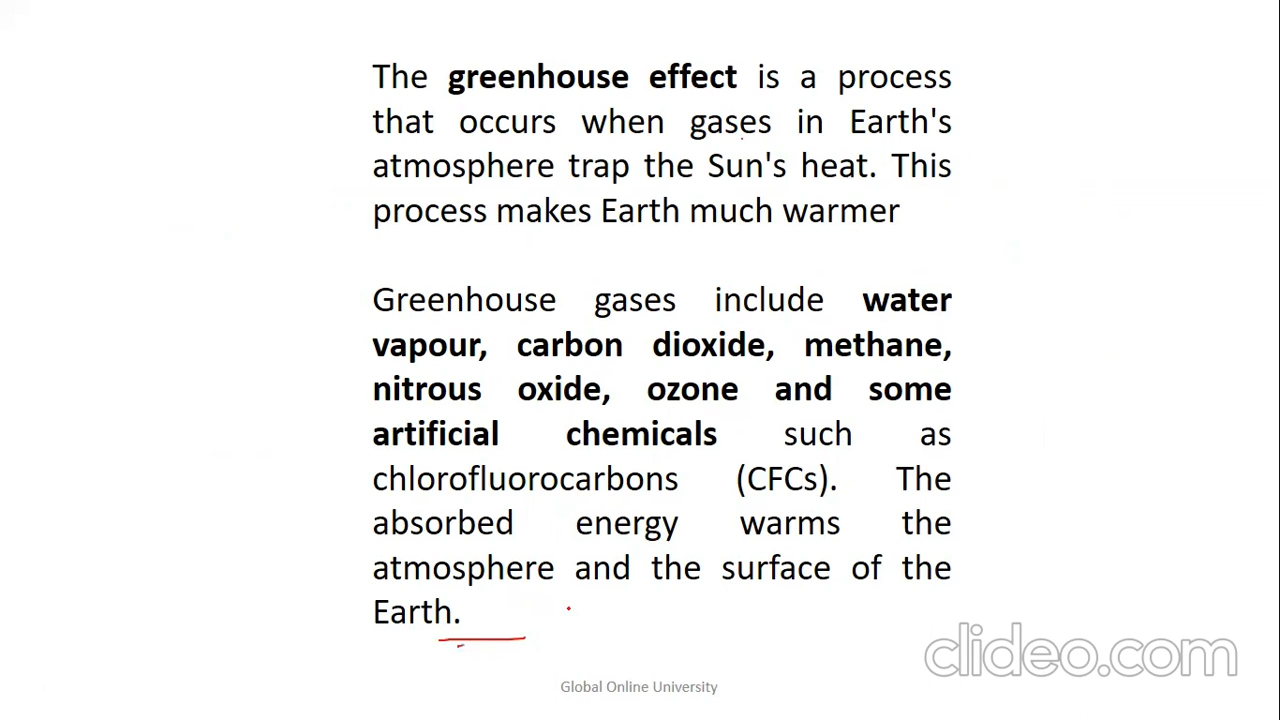 The greenhouse effect is a process
that occurs when gases in Earth's
atmosphere trap the Sun's heat. This
process makes Earth much warmer
Greenhouse gases include water
vapour, carbon dioxide, methane,
nitrous oxide, ozone and some
artificial chemicals such as
chlorofluorocarbons (CFCs). The
absorbed energy warms the
atmosphere and the surface of the
Earth.
clideo.com
Global Online University